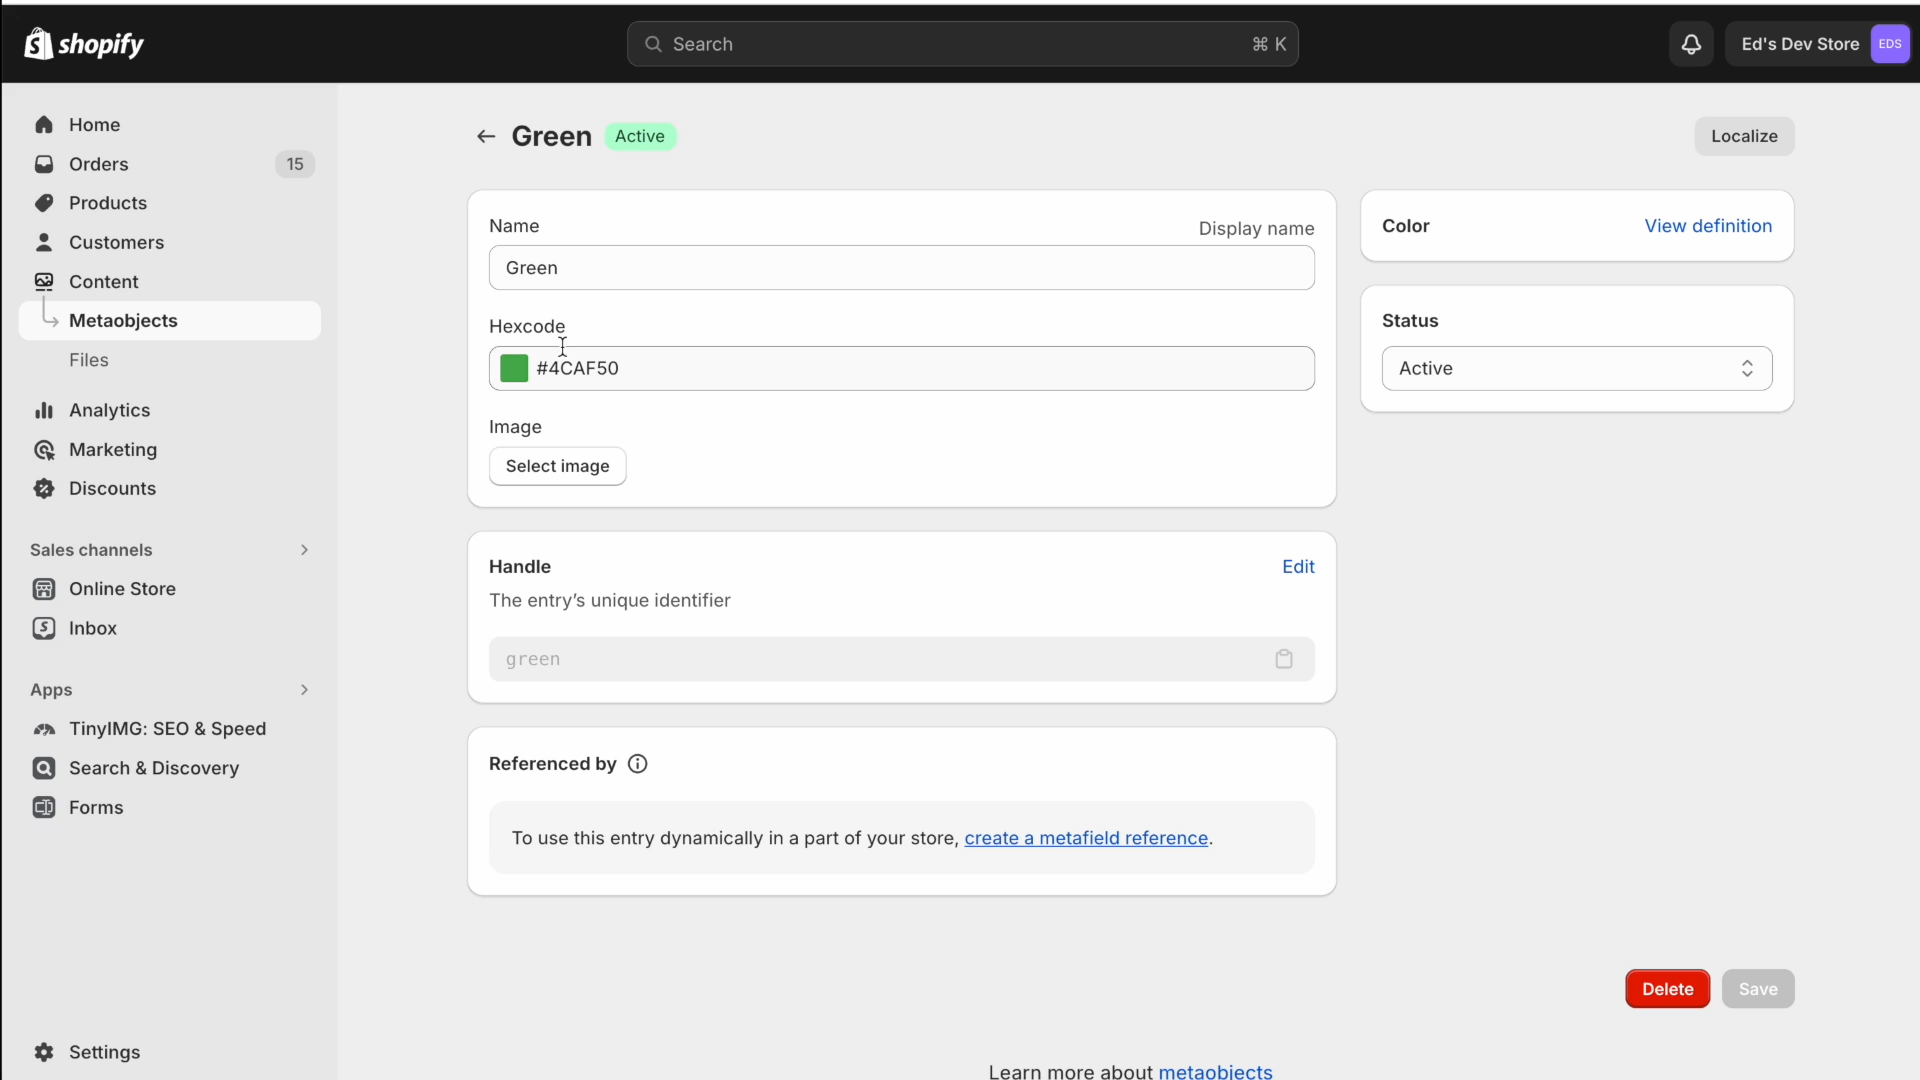 shopify
Search
⌘ K
Ed's Dev Store
EDS
Home
Orders
15
Products
Customers
Content
Metaobjects
Files
Analytics
Marketing
Discounts
Sales channels
Online Store
Inbox
Apps
TinyIMG: SEO & Speed
Search & Discovery
Forms
Settings
Green
Active
Localize
Name
Display name
Green
Hexcode
#4CAF50
Image
Select image
Handle
Edit
The entry’s unique identifier
green
Referenced by
To use this entry dynamically in a part of your store, create a metafield reference.
Color
View definition
Status
Active
Delete
Save
Learn more about metaobjects